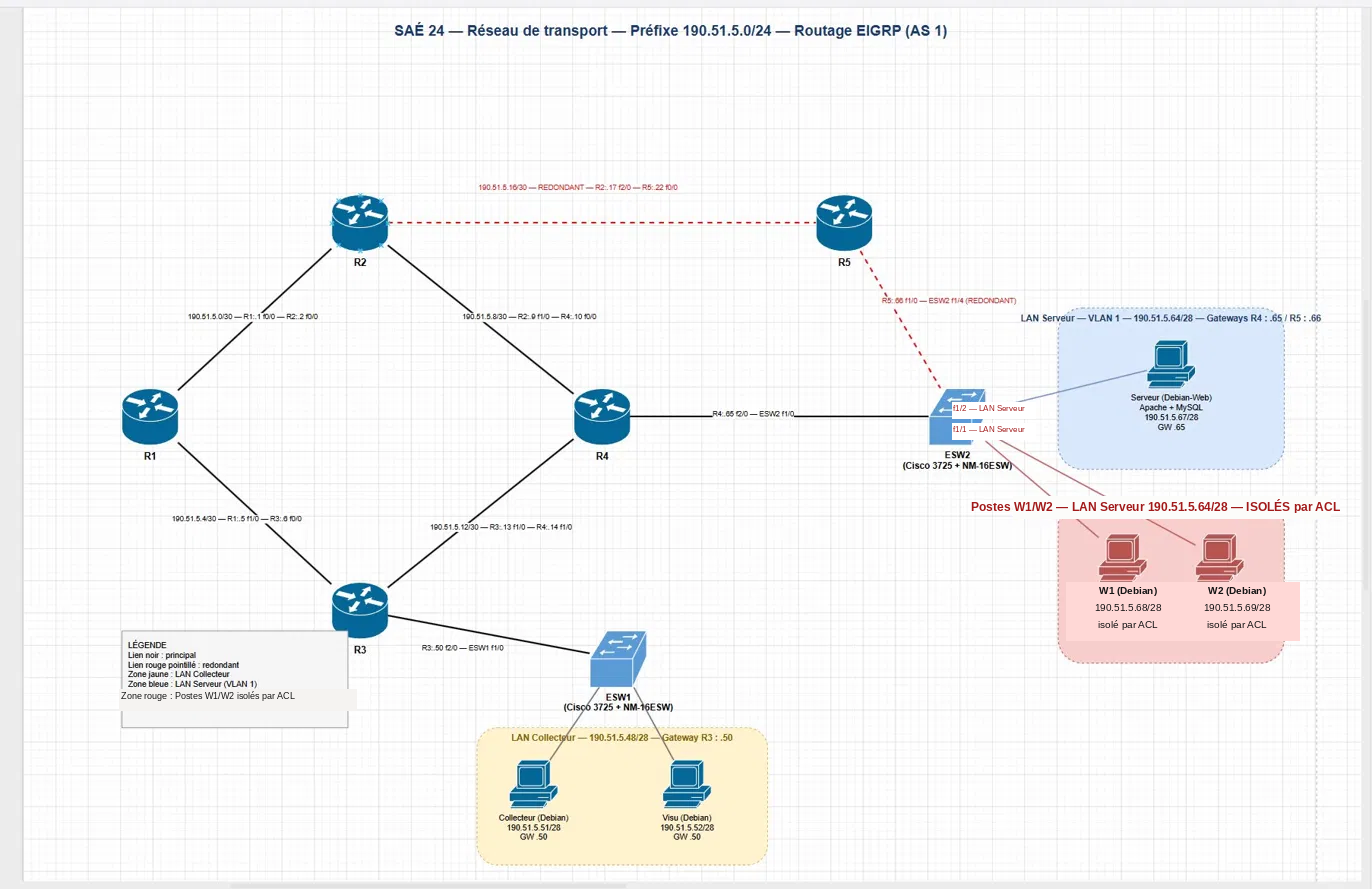 SAÉ 24 — Réseau de transport — Préfixe 190.51.5.0/24 — Routage EIGRP (AS 1)
190.51.5.16/30 — REDONDANT — R2:.17 f2/0 — R5:.22 f0/0
R2
R5
R5:.66 f1/0 — ESW2 f1/4 (REDONDANT)
190.51.5.0/30 — R1:.1 f0/0 — R2:.2 f0/0
190.51.5.8/30 — R2:.9 f1/0 — R4:.10 f0/0
LAN Serveur — VLAN 1 — 190.51.5.64/28 — Gateways R4 : .65 / R5 : .66
Serveur (Debian-Web)
Apache + MySQL
190.51.5.67/28
GW .65
R4:.65 f2/0 — ESW2 f1/0
f1/2 — LAN Serveur
f1/1 — LAN Serveur
R1
R4
ESW2
(Cisco 3725 + NM-16ESW)
Postes W1/W2 — LAN Serveur 190.51.5.64/28 — ISOLÉS par ACL
190.51.5.4/30 — R1:.5 f1/0 — R3:.6 f0/0
190.51.5.12/30 — R3:.13 f1/0 — R4:.14 f1/0
W1 (Debian)
190.51.5.68/28
isolé par ACL
W2 (Debian)
190.51.5.69/28
isolé par ACL
R3
R3:.50 f2/0 — ESW1 f1/0
LÉGENDE
Lien noir : principal
Lien rouge pointillé : redondant
Zone jaune : LAN Collecteur
Zone bleue : LAN Serveur (VLAN 1)
Zone rouge : Postes W1/W2 isolés par ACL
ESW1
(Cisco 3725 + NM-16ESW)
LAN Collecteur — 190.51.5.48/28 — Gateway R3 : .50
Collecteur (Debian)
190.51.5.51/28
GW .50
Visu (Debian)
190.51.5.52/28
GW .50